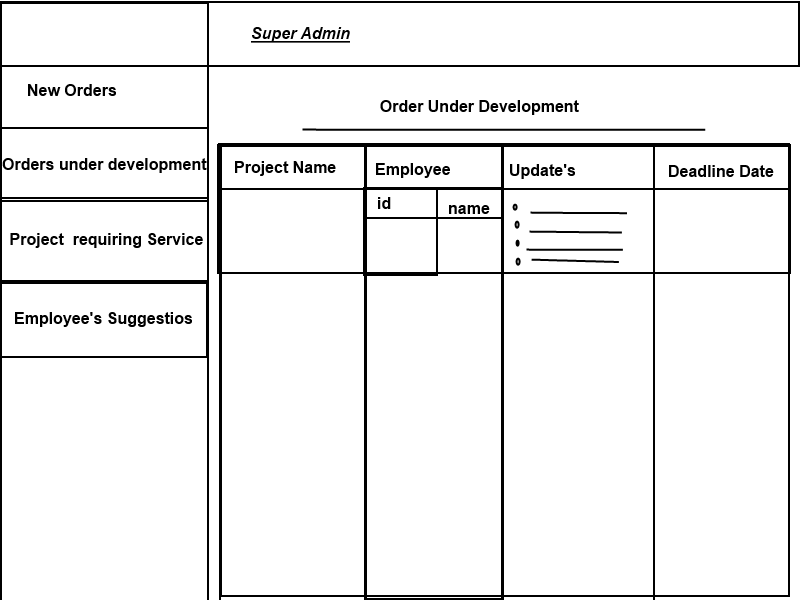 Super Admin
New Orders
Orders under development
Project requiring Service
Employee's Suggestios
Order Under Development
Project Name
Employee
Update's
Deadline Date
id
name